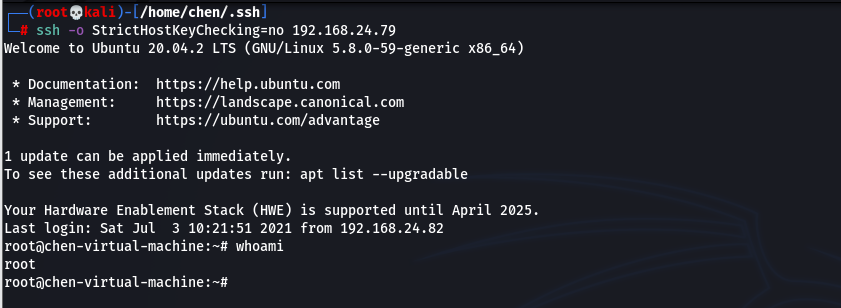 ┌──(root💀kali)-[/home/chen/.ssh]
└─# ssh -o StrictHostKeyChecking=no 192.168.24.79
Welcome to Ubuntu 20.04.2 LTS (GNU/Linux 5.8.0-59-generic x86_64)
* Documentation:  https://help.ubuntu.com
* Management:     https://landscape.canonical.com
* Support:        https://ubuntu.com/advantage
1 update can be applied immediately.
To see these additional updates run: apt list --upgradable
Your Hardware Enablement Stack (HWE) is supported until April 2025.
Last login: Sat Jul  3 10:21:51 2021 from 192.168.24.82
root@chen-virtual-machine:~# whoami
root
root@chen-virtual-machine:~#